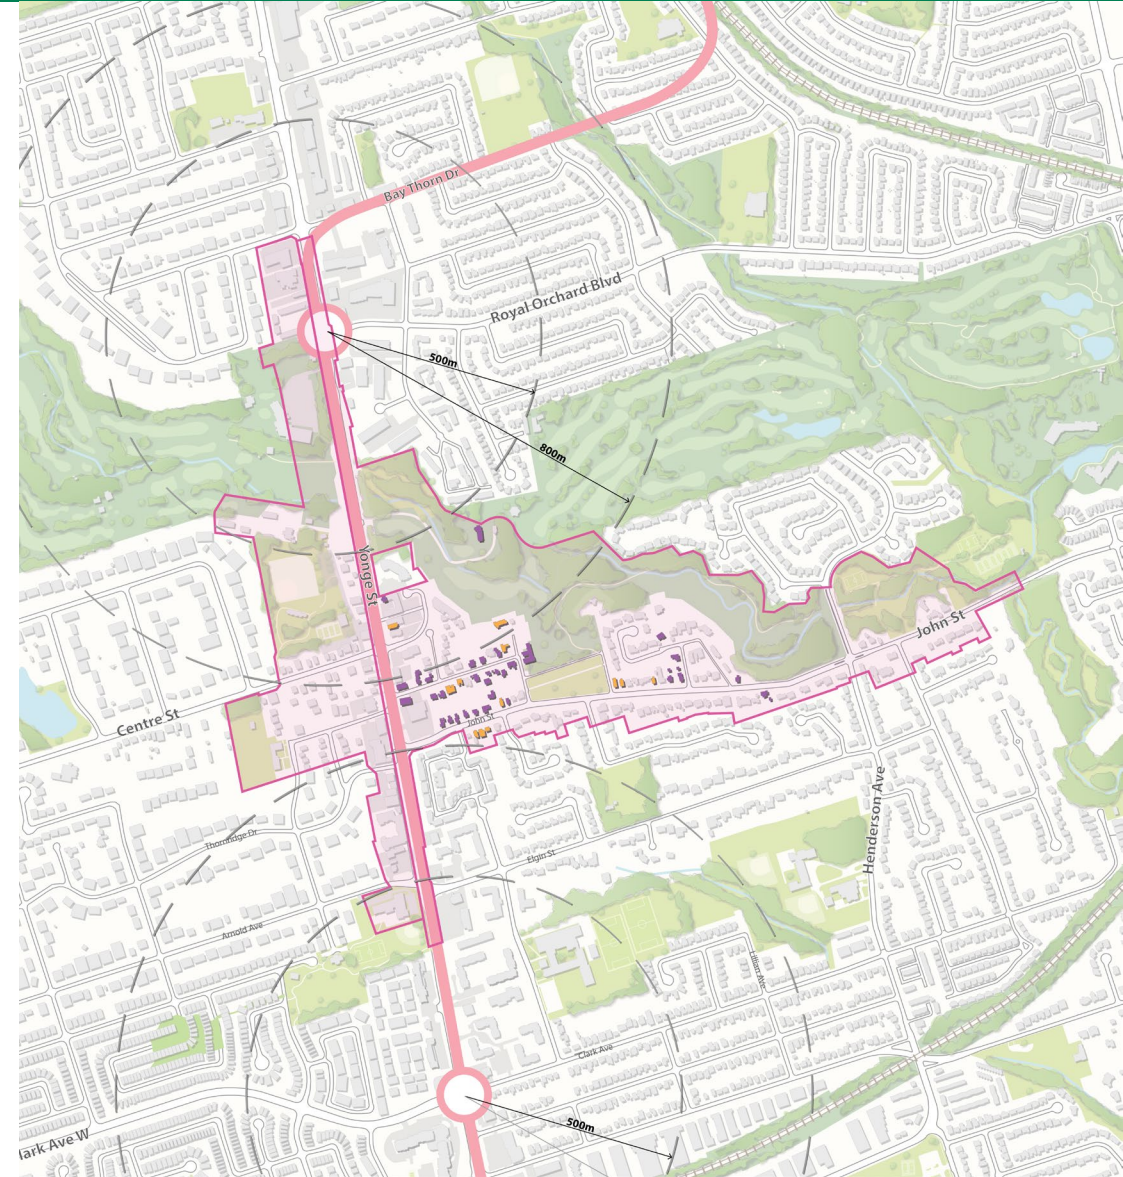 Bay Thorn Dr
Royal Orchard Blvd
500m
800m
Yonge St
John St
John St
Centre St
Henderson Ave
Thornridge Dr
Elgin St
Arnold Ave
Lillian Ave
Clark Ave
500m
lark Ave W